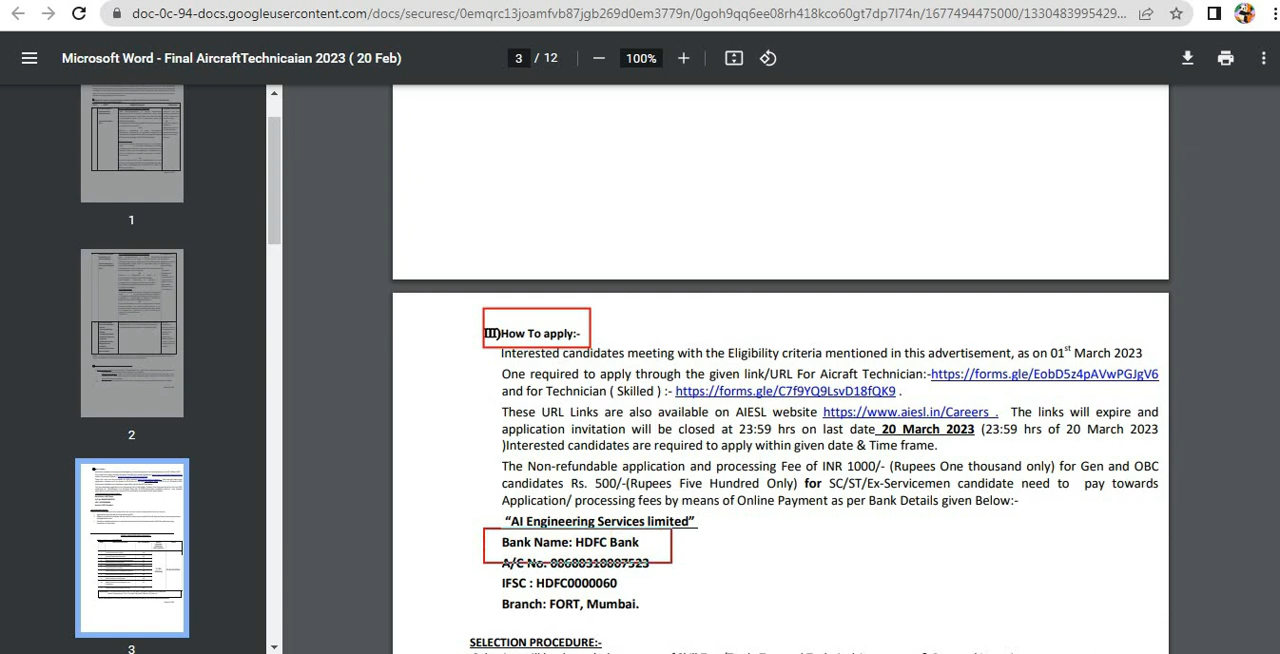 doc-0c-94-docs.googleusercontent.com/docs/securesc/0emqrc13joamfvb87jgb269d0em3779n/0goh9qq6ee08rh418kco60gt7dp7l74n/1677494475000/1330483995429...
Microsoft Word - Final AircraftTechnicaian 2023 ( 20 Feb)
3 / 12
100%
1
2
3
III)How To apply:-
Interested candidates meeting with the Eligibility criteria mentioned in this advertisement, as on 01st March 2023
One required to apply through the given link/URL For Aicraft Technician:-https://forms.gle/EobD5z4pAVwPGJgV6
and for Technician ( Skilled ) :- https://forms.gle/C7f9YQ9LsvD18fQK9 .
These URL Links are also available on AIESL website https://www.aiesl.in/Careers . The links will expire and
application invitation will be closed at 23:59 hrs on last date 20 March 2023 (23:59 hrs of 20 March 2023
)Interested candidates are required to apply within given date & Time frame.
The Non-refundable application and processing Fee of INR 1000/- (Rupees One thousand only) for Gen and OBC
candidates Rs. 500/-(Rupees Five Hundred Only) for SC/ST/Ex-Servicemen candidate need to pay towards
Application/ processing fees by means of Online Payment as per Bank Details given Below:-
“AI Engineering Services limited”
Bank Name: HDFC Bank
A/C No. 00600310007523
IFSC : HDFC0000060
Branch: FORT, Mumbai.
SELECTION PROCEDURE:-